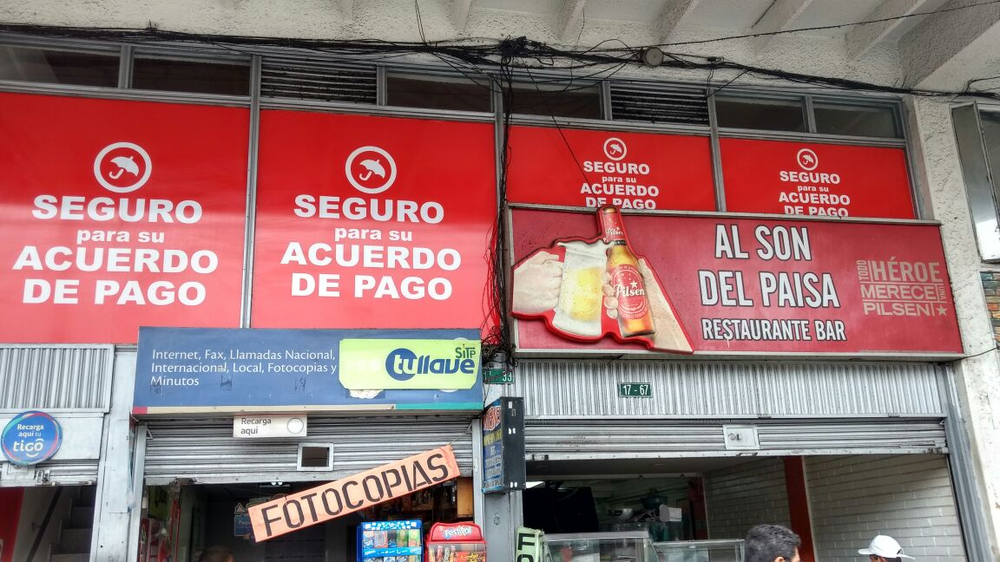 SEGURO
para su
ACUERDO
DE PAGO
SEGURO
para su
ACUERDO
DE PAGO
SEGURO
para su
ACUERDO
DE PAGO
SEGURO
para su
ACUERDO
DE PAGO
Pilsen
AL SON
DEL PAISA
RESTAURANTE BAR
TODO
HÉROE
MERECE
UNA
PILSEN
Internet, Fax, Llamadas Nacional,
Internacional, Local, Fotocopias y
Minutos
tullave
SiTP
17 - 67
Recarga
aquí
Recarga
aquí tu
tigo
FOTOCOPIAS
Festival